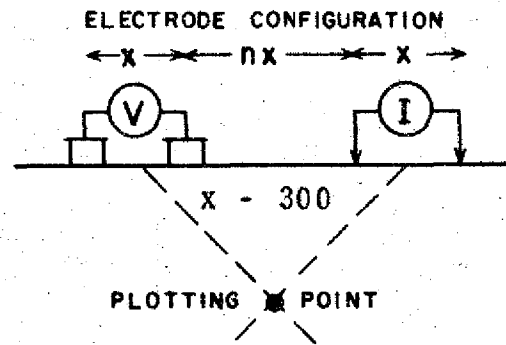 ELECTRODE CONFIGURATION
x nx x
V I
x - 300
PLOTTING POINT